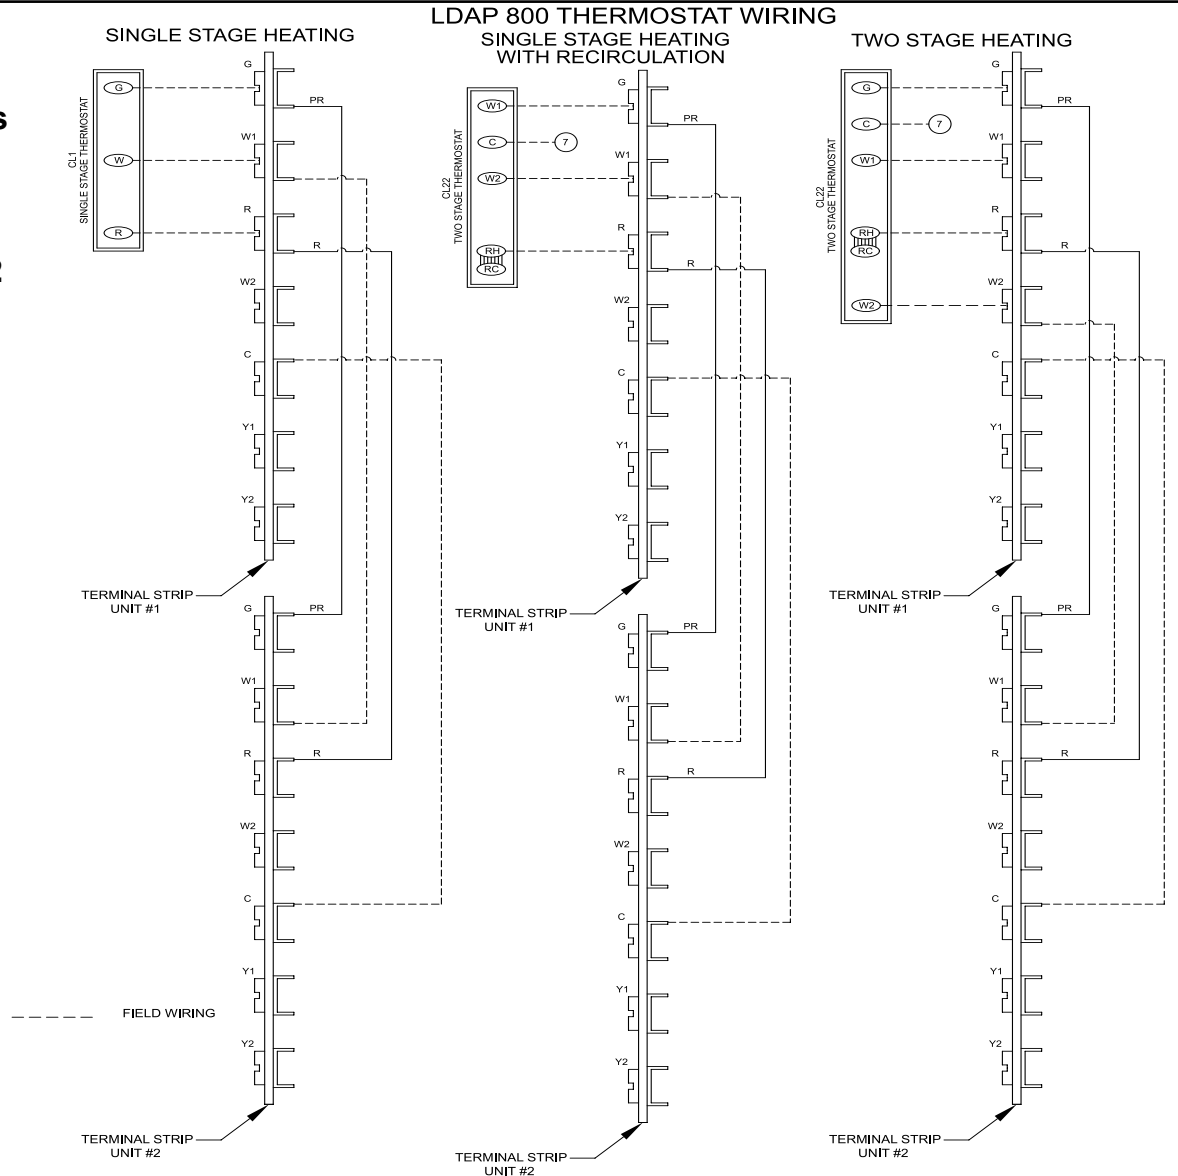 LDAP 800 THERMOSTAT WIRING
SINGLE STAGE HEATING
G
W
R
CL1
SINGLE STAGE THERMOSTAT
G
PR
W1
R
R
W2
C
Y1
Y2
TERMINAL STRIP
UNIT #1
G
PR
W1
R
R
W2
C
Y1
Y2
TERMINAL STRIP
UNIT #2
FIELD WIRING
SINGLE STAGE HEATING
WITH RECIRCULATION
W1
C
7
W2
RH
RC
CL22
TWO STAGE THERMOSTAT
G
PR
W1
R
R
W2
C
Y1
Y2
TERMINAL STRIP
UNIT #1
G
PR
W1
R
R
W2
C
Y1
Y2
TERMINAL STRIP
UNIT #2
TWO STAGE HEATING
G
C
7
W1
RH
RC
W2
CL22
TWO STAGE THERMOSTAT
G
PR
W1
R
R
W2
C
Y1
Y2
TERMINAL STRIP
UNIT #1
G
PR
W1
R
R
W2
C
Y1
Y2
TERMINAL STRIP
UNIT #2
s